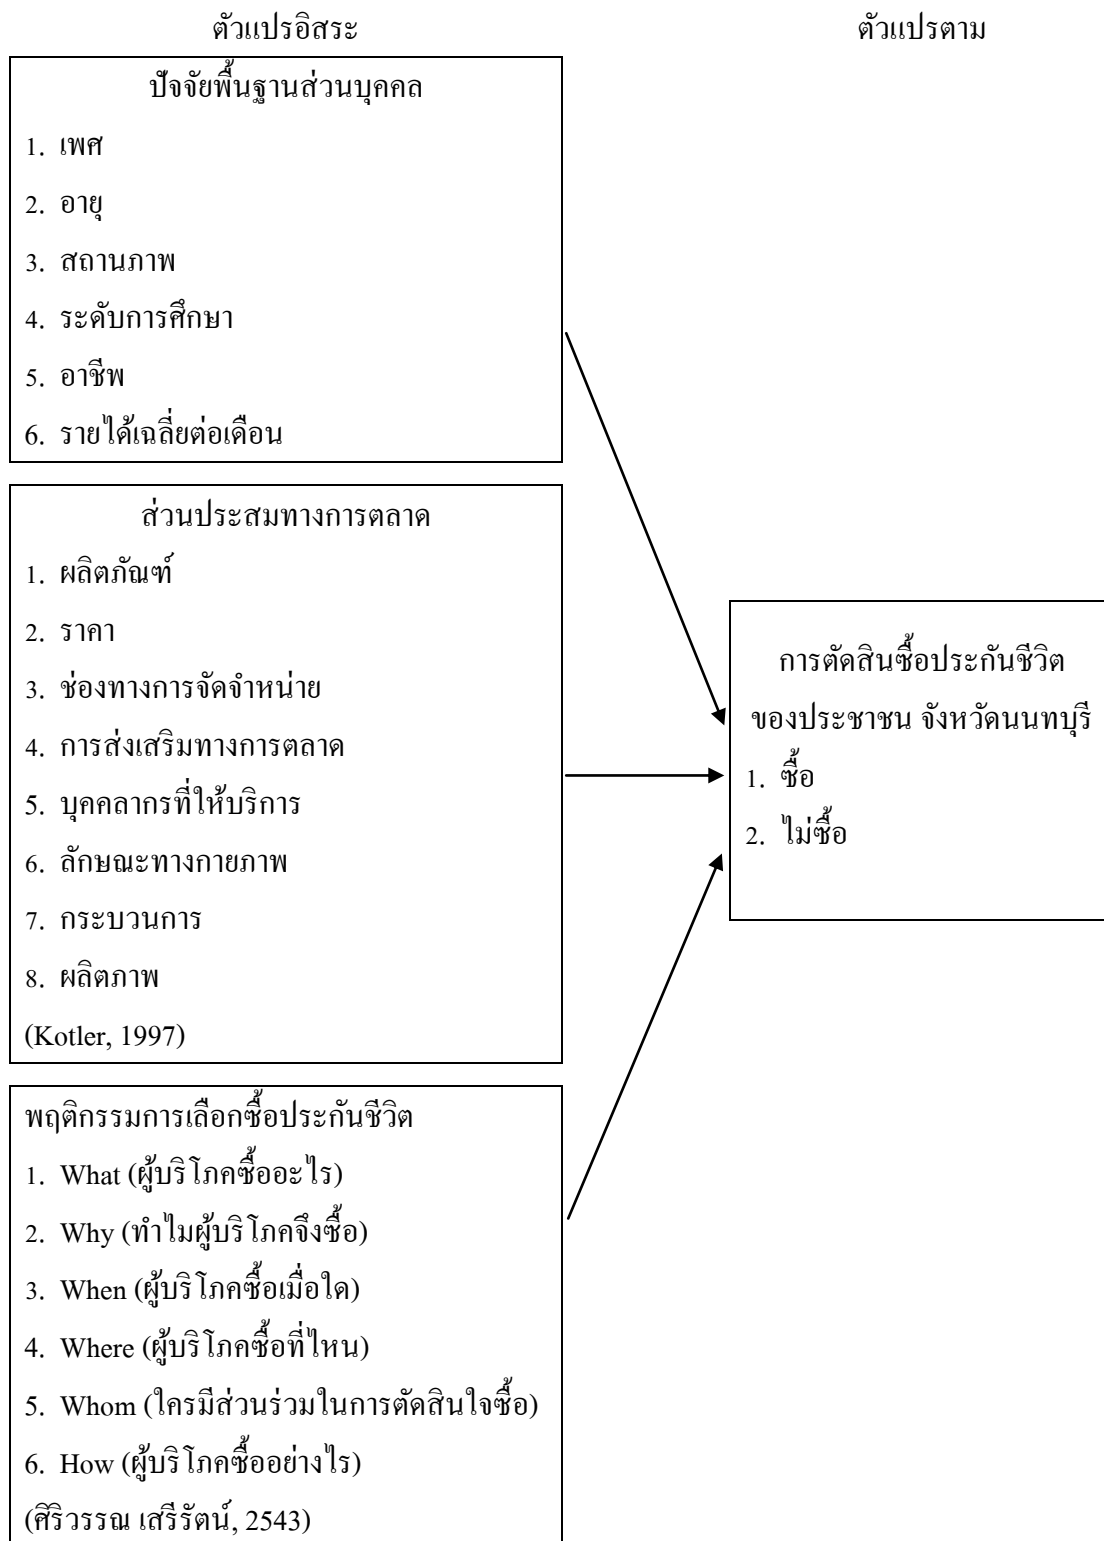 ตัวแปรอิสระ
ตัวแปรตาม
ปัจจัยพื้นฐานส่วนบุคคล
1. เพศ
2. อายุ
3. สถานภาพ
4. ระดับการศึกษา
5. อาชีพ
6. รายได้เฉลี่ยต่อเดือน
ส่วนประสมทางการตลาด
1. ผลิตภัณฑ์
2. ราคา
3. ช่องทางการจัดจำหน่าย
4. การส่งเสริมทางการตลาด
5. บุคคลากรที่ให้บริการ
6. ลักษณะทางกายภาพ
7. กระบวนการ
8. ผลิตภาพ
(Kotler, 1997)
พฤติกรรมการเลือกซื้อประกันชีวิต
1. What (ผู้บริโภคซื้ออะไร)
2. Why (ทำไมผู้บริโภคจึงซื้อ)
3. When (ผู้บริโภคซื้อเมื่อใด)
4. Where (ผู้บริโภคซื้อที่ไหน)
5. Whom (ใครมีส่วนร่วมในการตัดสินใจซื้อ)
6. How (ผู้บริโภคซื้ออย่างไร)
(ศิริวรรณ เสรีรัตน์, 2543)
การตัดสินซื้อประกันชีวิต
ของประชาชน จังหวัดนนทบุรี
1. ซื้อ
2. ไม่ซื้อ